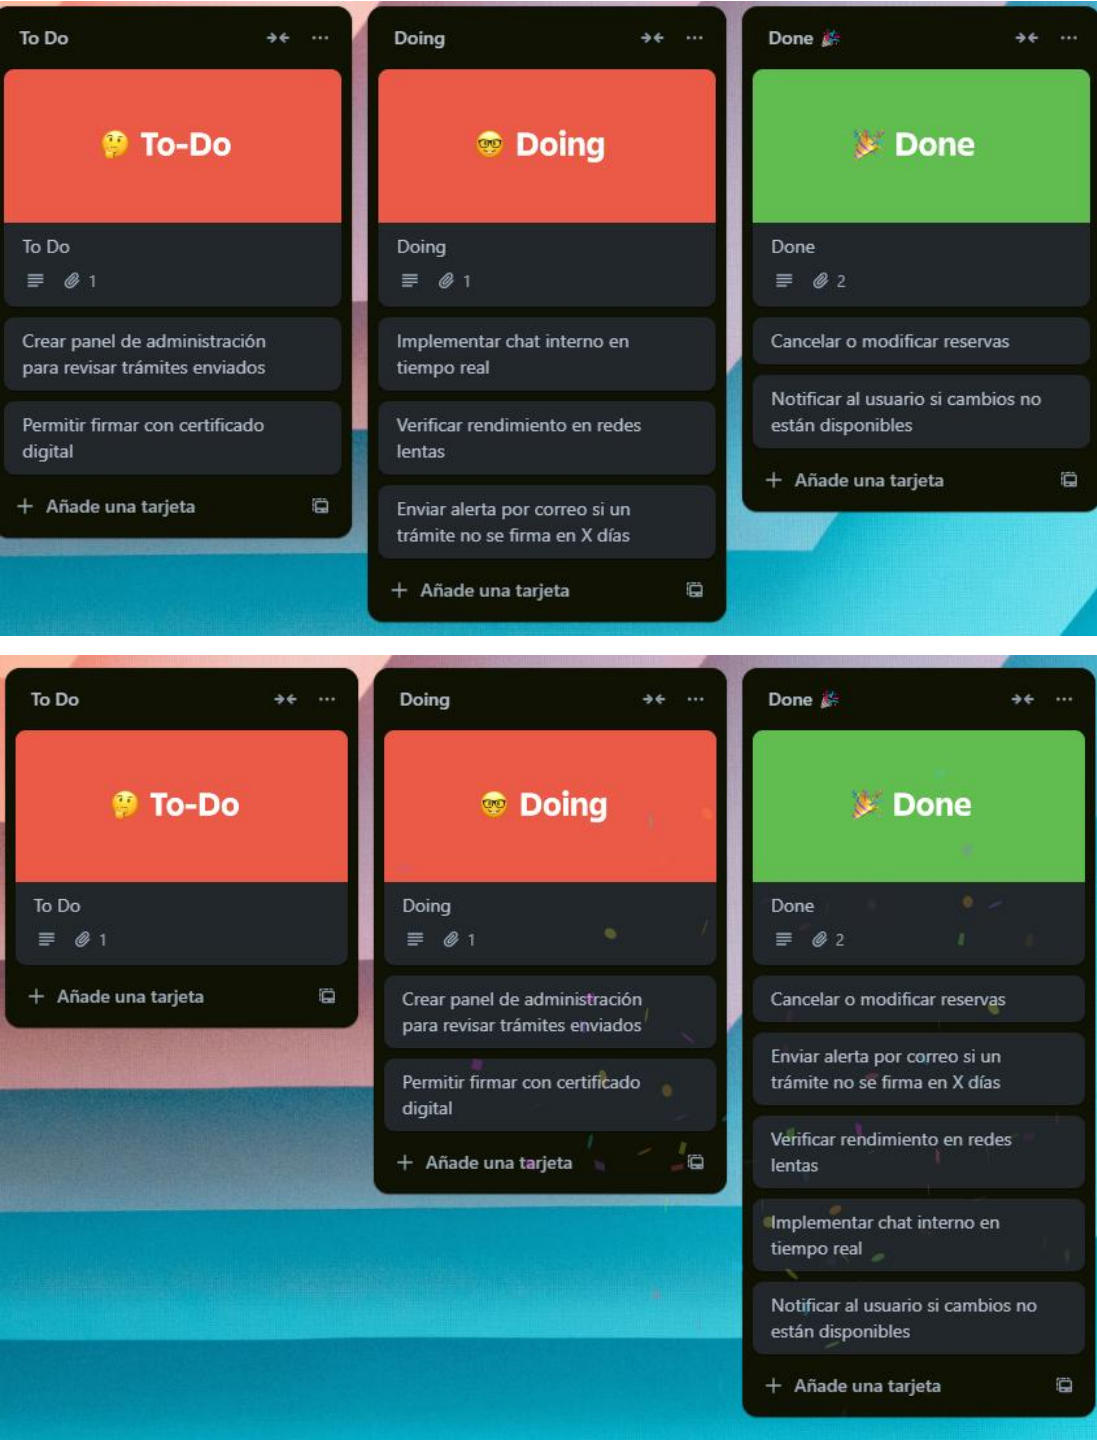 To Do
🤔 To-Do
To Do
1
Crear panel de administración
para revisar trámites enviados
Permitir firmar con certificado
digital
+ Añade una tarjeta
Doing
🤓 Doing
Doing
1
Implementar chat interno en
tiempo real
Verificar rendimiento en redes
lentas
Enviar alerta por correo si un
trámite no se firma en X días
+ Añade una tarjeta
Done 🎉
🎉 Done
Done
2
Cancelar o modificar reservas
Notificar al usuario si cambios no
están disponibles
+ Añade una tarjeta
To Do
🤔 To-Do
To Do
1
+ Añade una tarjeta
Doing
🤓 Doing
Doing
1
Crear panel de administración
para revisar trámites enviados
Permitir firmar con certificado
digital
+ Añade una tarjeta
Done 🎉
🎉 Done
Done
2
Cancelar o modificar reservas
Enviar alerta por correo si un
trámite no se firma en X días
Verificar rendimiento en redes
lentas
Implementar chat interno en
tiempo real
Notificar al usuario si cambios no
están disponibles
+ Añade una tarjeta